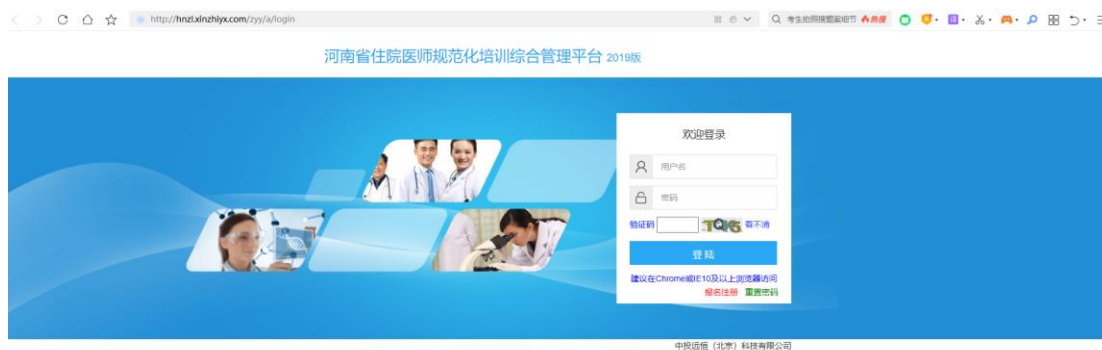 http://hnzl.xinzhiyx.com/zyy/a/login
考生拍照搜题案细节 热搜
河南省住院医师规范化培训综合管理平台 2019版
欢迎登录
用户名
密码
验证码 TQK5 看不清
登 陆
建议在Chrome或IE10及以上浏览器访问
报名注册 重置密码
中投远恒（北京）科技有限公司